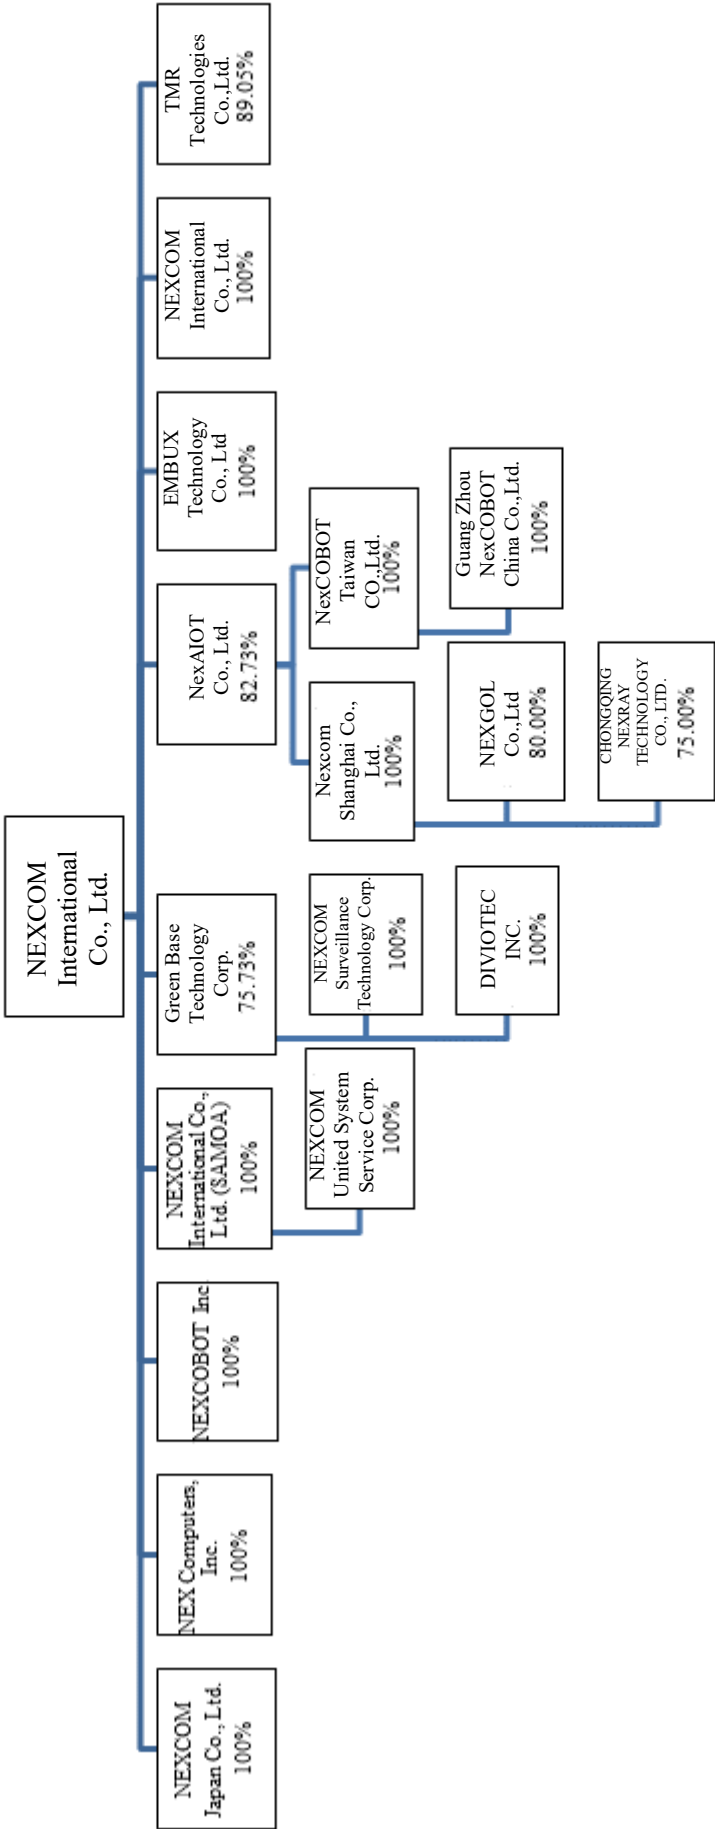 NEXCOM
International
Co., Ltd.
NEXCOM
Japan Co., Ltd.
100%
NEX Computers,
Inc.
100%
NEXCOBOT Inc
100%
NEXCOM
International Co.,
Ltd. (SAMOA)
100%
Green Base
Technology
Corp.
75.73%
NexAIOT
Co., Ltd.
82.73%
EMBUX
Technology
Co., Ltd
100%
NEXCOM
International
Co., Ltd.
100%
TMR
Technologies
Co.,Ltd.
89.05%
NEXCOM
United System
Service Corp.
100%
NEXCOM
Surveillance
Technology Corp.
100%
Nexcom
Shanghai Co.,
Ltd.
100%
NexCOBOT
Taiwan
CO.,Ltd.
100%
DIVIOTEC
INC.
100%
NEXGOL
Co.,Ltd
80.00%
Guang Zhou
NexCOBOT
China Co.,Ltd.
100%
CHONGQING
NEXRAY
TECHNOLOGY
CO., LTD.
75.00%